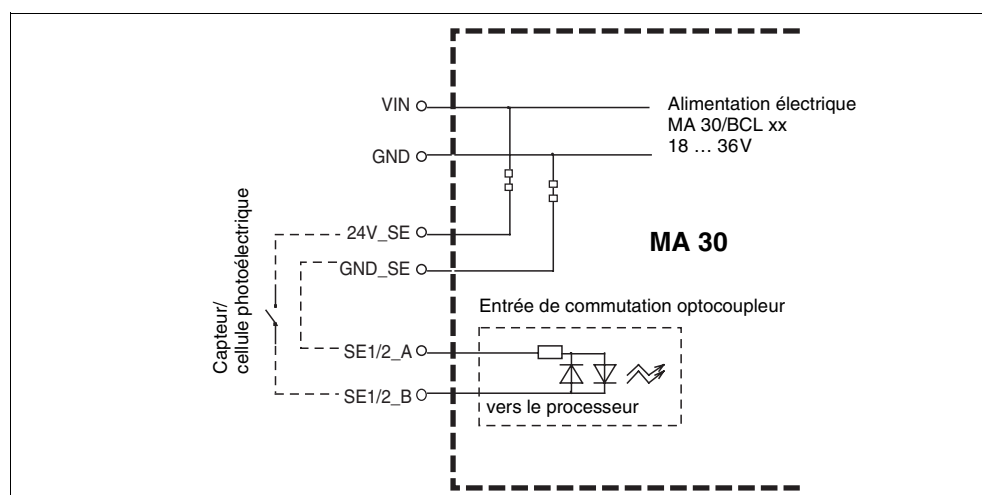 VIN
GND
Alimentation électrique
MA 30/BCL xx
18 … 36V
Capteur/
cellule photoélectrique
24V_SE
GND_SE
MA 30
Entrée de commutation optocoupleur
SE1/2_A
SE1/2_B
vers le processeur